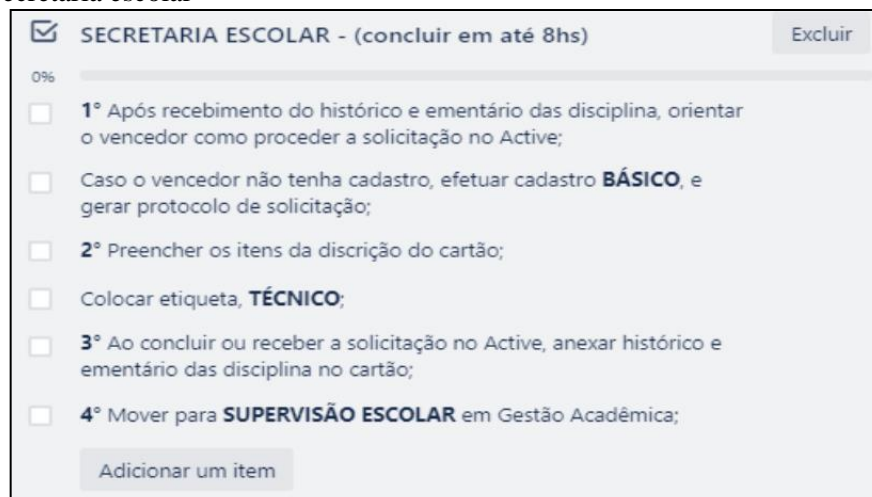 SECRETARIA ESCOLAR - (concluir em até 8hs)
Excluir
0%
1° Após recebimento do histórico e ementário das disciplina, orientar
o vencedor como proceder a solicitação no Active;
Caso o vencedor não tenha cadastro, efetuar cadastro BÁSICO, e
gerar protocolo de solicitação;
2° Preencher os itens da discrição do cartão;
Colocar etiqueta, TÉCNICO;
3° Ao concluir ou receber a solicitação no Active, anexar histórico e
ementário das disciplina no cartão;
4° Mover para SUPERVISÃO ESCOLAR em Gestão Acadêmica;
Adicionar um item